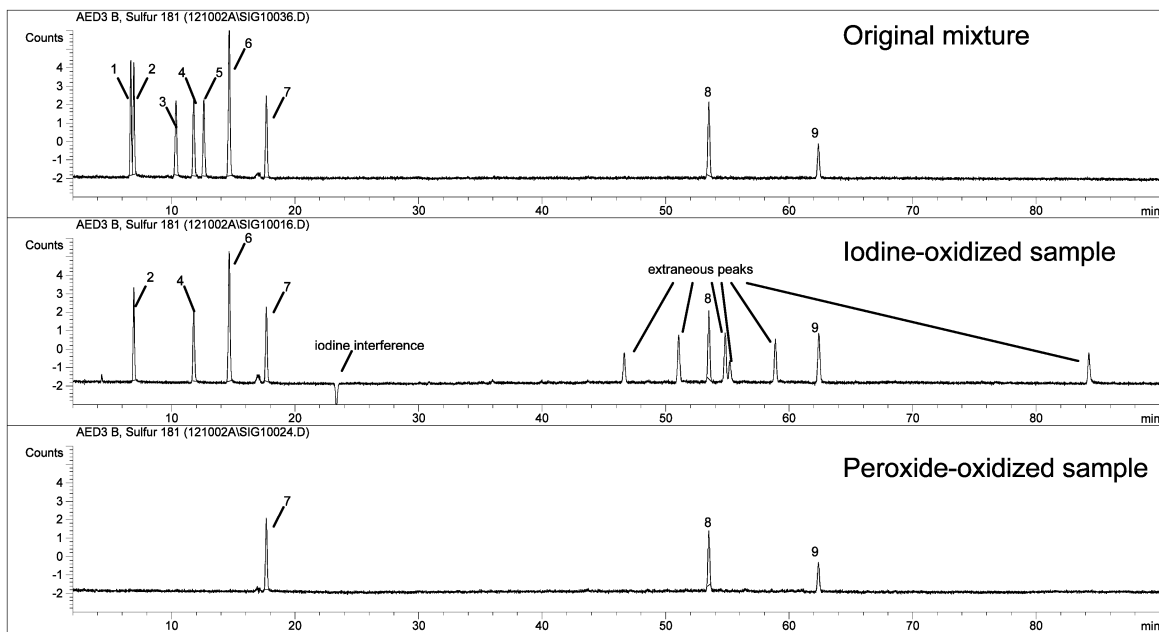 AED3 B, Sulfur 181 (121002A\SIG10036.D)
Counts
Original mixture
1
2
3
4
5
6
7
8
9
4
3
2
1
0
-1
-2
10 20 30 40 50 60 70 80 min
AED3 B, Sulfur 181 (121002A\SIG10016.D)
Counts
Iodine-oxidized sample
2
4
6
7
iodine interference
extraneous peaks
8
9
4
3
2
1
0
-1
-2
10 20 30 40 50 60 70 80 min
AED3 B, Sulfur 181 (121002A\SIG10024.D)
Counts
Peroxide-oxidized sample
7
8
9
4
3
2
1
0
-1
-2
10 20 30 40 50 60 70 80 min